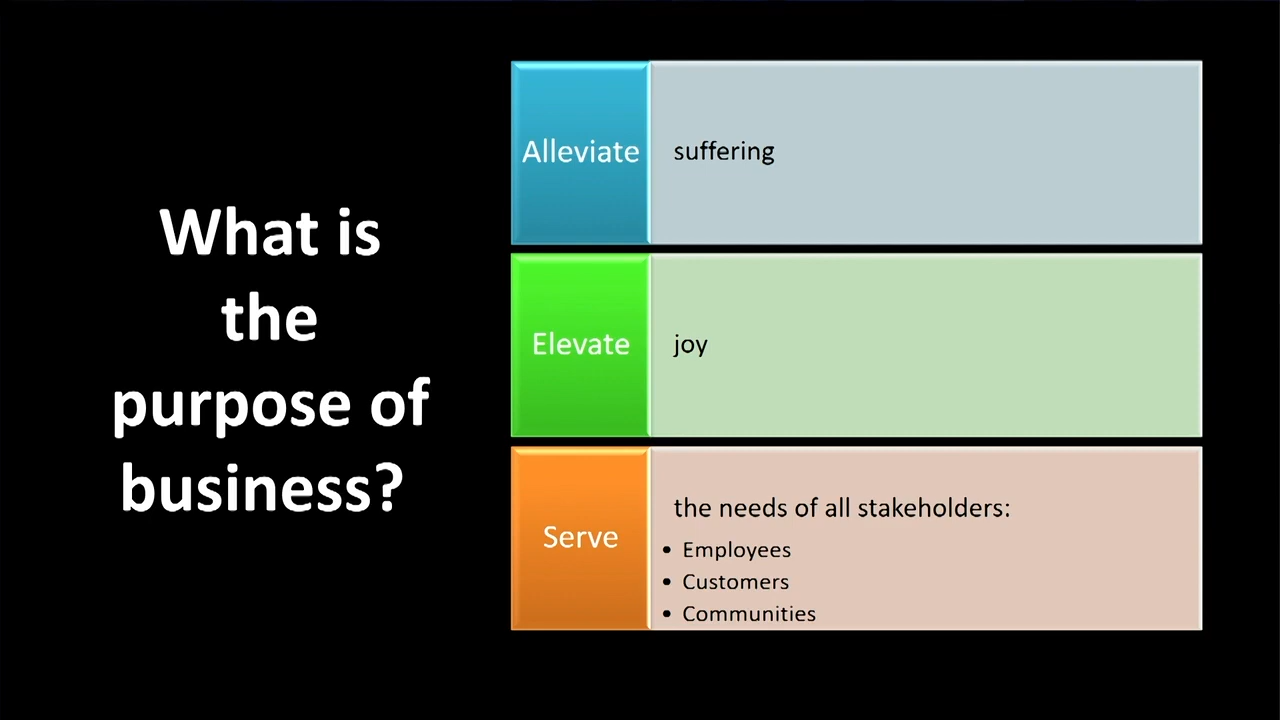 What is
the
purpose of
business?
Alleviate
suffering
Elevate
joy
Serve
the needs of all stakeholders:
• Employees
• Customers
• Communities